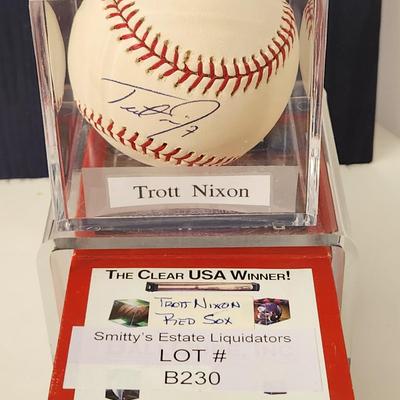 Trott Nixon
THE CLEAR USA WINNER!
TROTT NIXON
RED SOX
Smitty's Estate Liquidators
LOT #
B230